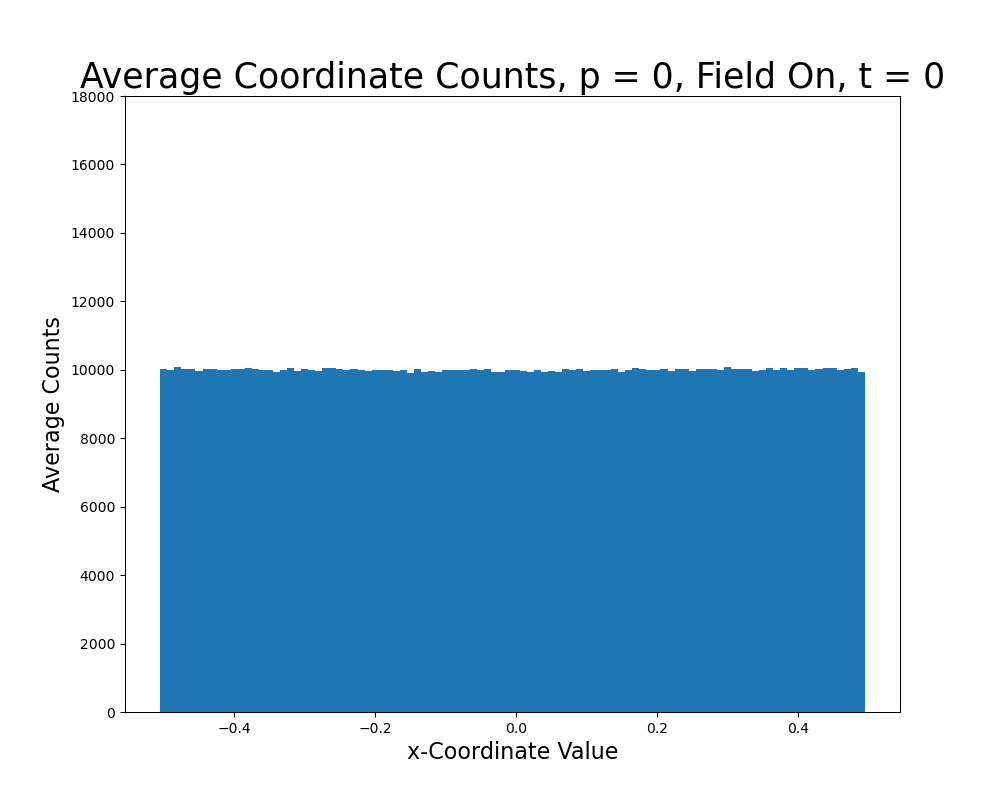 Average Coordinate Counts, p = 0, Field On, t = 0
18000
16000
14000
12000
10000
8000
6000
4000
2000
0
Average Counts
−0.4 −0.2 0.0 0.2 0.4
x-Coordinate Value